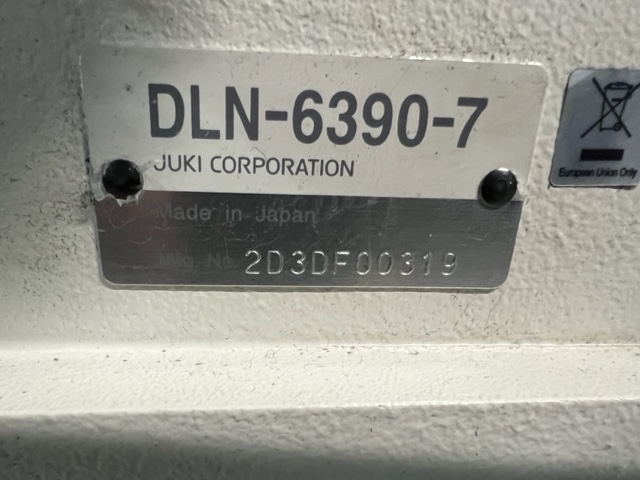 DLN-6390-7
JUKI CORPORATION
Made in Japan
Mfg. No. 2D3DF00319
European Union Only